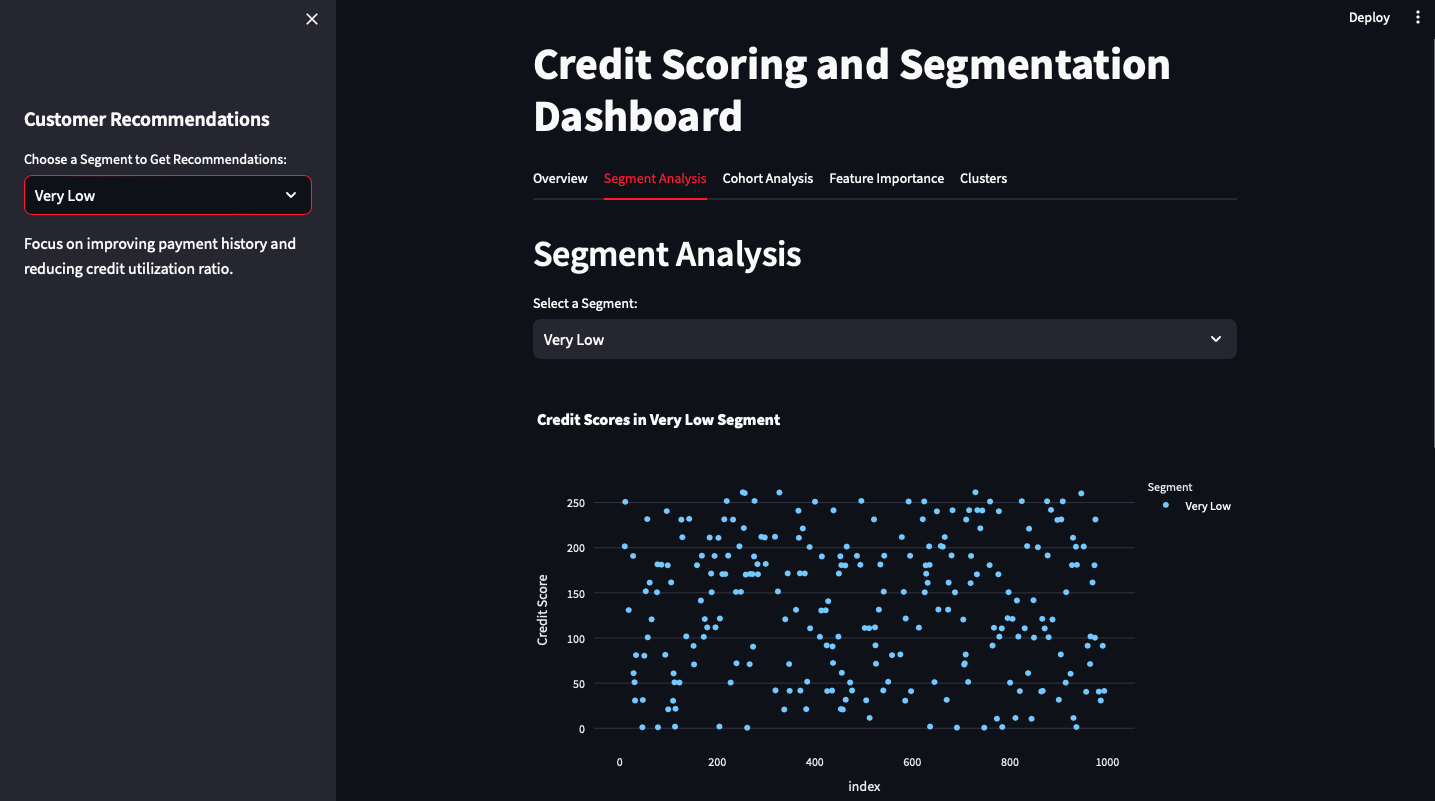 Deploy
Customer Recommendations
Choose a Segment to Get Recommendations:
Very Low
Focus on improving payment history and
reducing credit utilization ratio.
Credit Scoring and Segmentation
Dashboard
Overview Segment Analysis Cohort Analysis Feature Importance Clusters
Segment Analysis
Select a Segment:
Very Low
Credit Scores in Very Low Segment
Segment
Very Low
Credit Score
250
200
150
100
50
0
0 200 400 600 800 1000
index